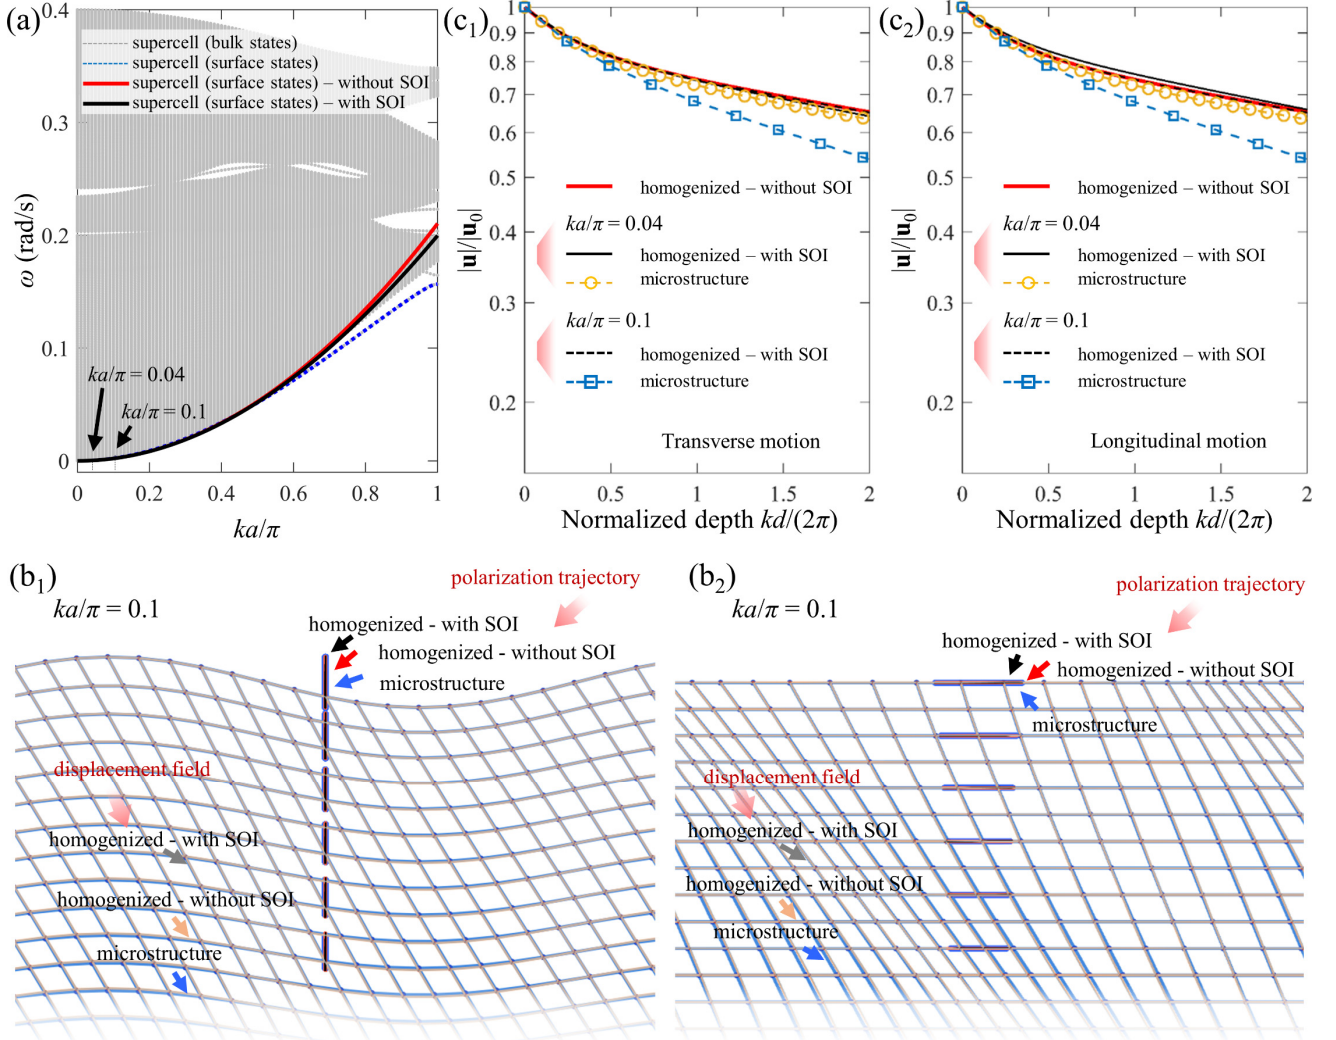 (a)
0.4
0.3
0.2
0.1
0
ω (rad/s)
supercell (bulk states)
supercell (surface states)
supercell (surface states) – without SOI
supercell (surface states) – with SOI
ka/π = 0.04
ka/π = 0.1
0 0.2 0.4 0.6 0.8 1
ka/π
(c1)
1
0.9
0.8
0.7
0.6
0.5
0.4
0.3
0.2
|u|/|u0|
homogenized – without SOI
ka/π = 0.04
homogenized – with SOI
microstructure
ka/π = 0.1
homogenized – with SOI
microstructure
Transverse motion
0 0.5 1 1.5 2
Normalized depth kd/(2π)
(c2)
1
0.9
0.8
0.7
0.6
0.5
0.4
0.3
0.2
|u|/|u0|
homogenized – without SOI
ka/π = 0.04
homogenized – with SOI
microstructure
ka/π = 0.1
homogenized – with SOI
microstructure
Longitudinal motion
0 0.5 1 1.5 2
Normalized depth kd/(2π)
(b1)
ka/π = 0.1
polarization trajectory
homogenized - with SOI
homogenized - without SOI
microstructure
displacement field
homogenized - with SOI
homogenized - without SOI
microstructure
(b2)
ka/π = 0.1
polarization trajectory
homogenized - with SOI
homogenized - without SOI
microstructure
displacement field
homogenized - with SOI
homogenized - without SOI
microstructure